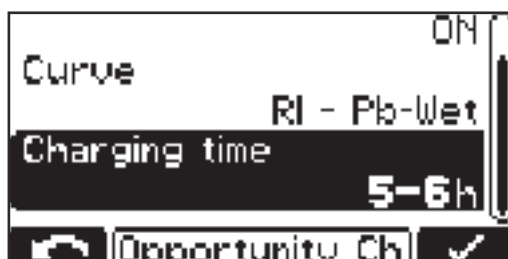 ON
Curve
RI - Pb-Wet
Charging time
5-6h
Opportunity Ch